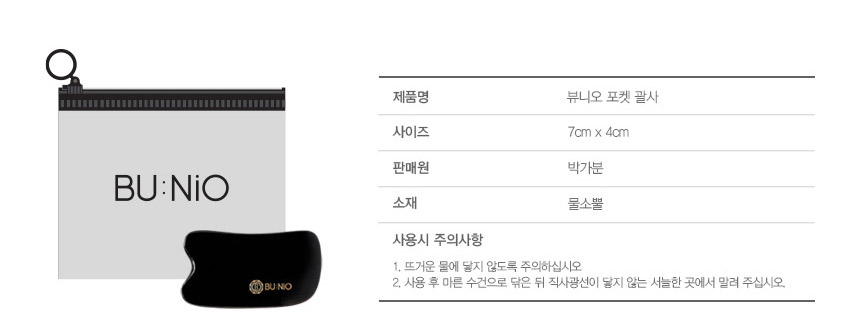 BU:NiO
BU:NiO
제품명 뷰니오 포켓 괄사
사이즈 7cm x 4cm
판매원 박가분
소재 물소뿔
사용시 주의사항
1. 뜨거운 물에 닿지 않도록 주의하십시오
2. 사용 후 마른 수건으로 닦은 뒤 직사광선이 닿지 않는 서늘한 곳에서 말려 주십시오.